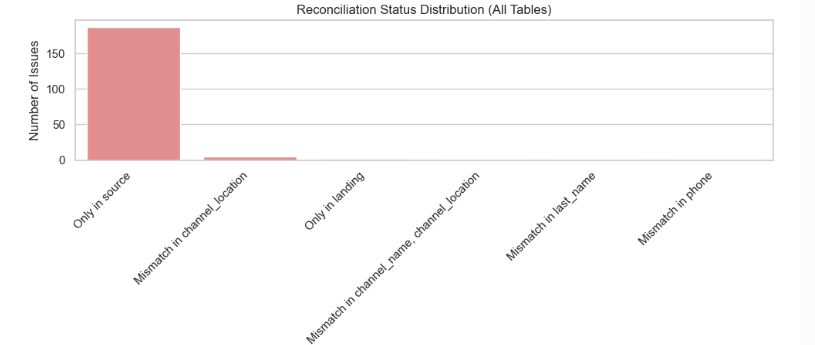 Reconciliation Status Distribution (All Tables)
Number of Issues
150
100
50
0
Only in source
Mismatch in channel_location
Only in landing
Mismatch in channel_name, channel_location
Mismatch in last_name
Mismatch in phone